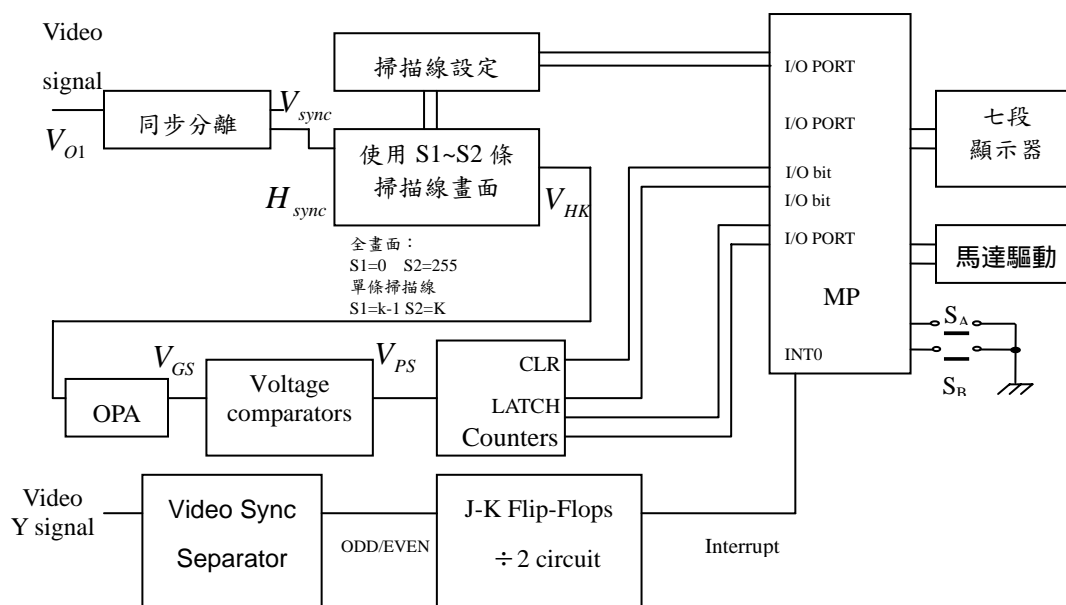 Video
signal
V_O1
同步分離
V_sync
H_sync
掃描線設定
使用 S1~S2 條
掃描線畫面
V_HK
全畫面：
S1=0 S2=255
單條掃描線
S1=k-1 S2=K
I/O PORT
I/O PORT
I/O bit
I/O bit
I/O PORT
MP
INT0
七段
顯示器
馬達驅動
S_A
S_B
OPA
V_GS
Voltage
comparators
V_PS
CLR
LATCH
Counters
Video
Y signal
Video Sync
Separator
ODD/EVEN
J-K Flip-Flops
÷2 circuit
Interrupt